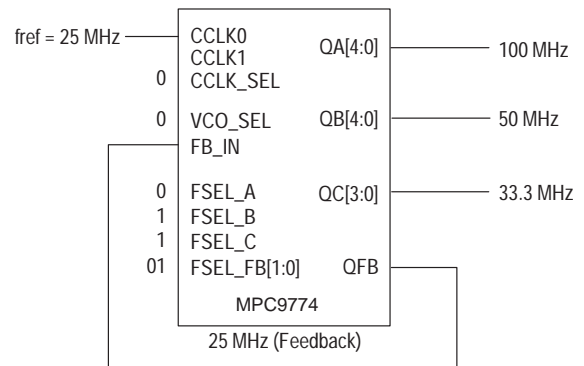 fref = 25 MHz
CCLK0
CCLK1
0 CCLK_SEL
0 VCO_SEL
FB_IN
0 FSEL_A
1 FSEL_B
1 FSEL_C
01 FSEL_FB[1:0]
QA[4:0] 100 MHz
QB[4:0] 50 MHz
QC[3:0] 33.3 MHz
QFB
MPC9774
25 MHz (Feedback)